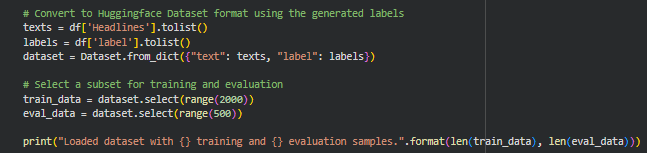 # Convert to Huggingface Dataset format using the generated labels
texts = df['Headlines'].tolist()
labels = df['label'].tolist()
dataset = Dataset.from_dict({"text": texts, "label": labels})
# Select a subset for training and evaluation
train_data = dataset.select(range(2000))
eval_data = dataset.select(range(500))
print("Loaded dataset with {} training and {} evaluation samples.".format(len(train_data), len(eval_data)))